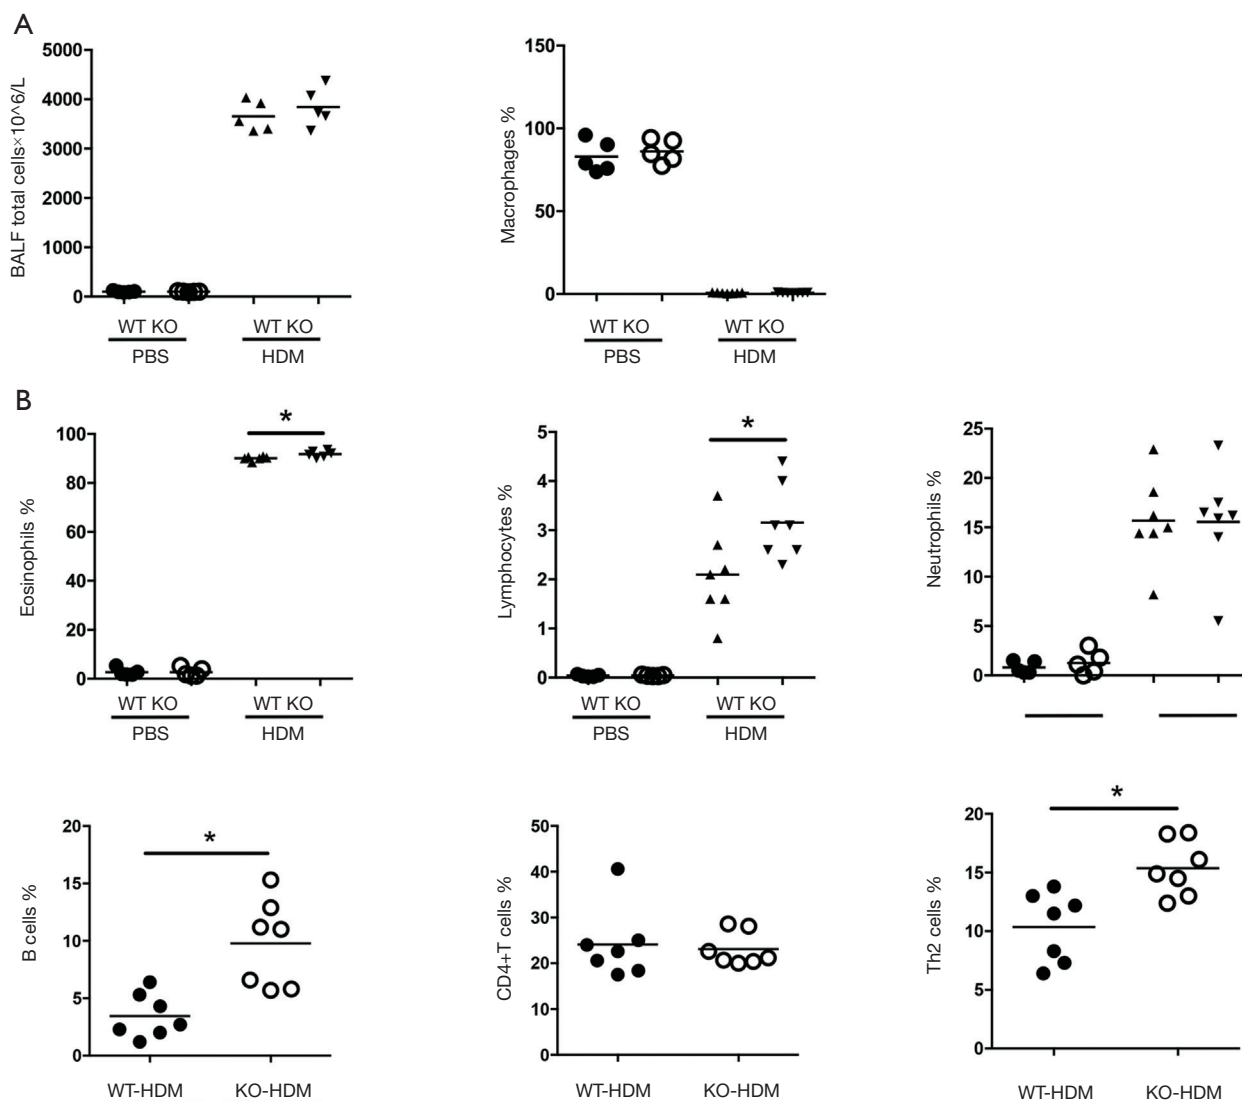 A
BALF total cells×10^6/L
5000
4000
3000
2000
1000
0
WT KO
WT KO
PBS
HDM
Macrophages %
150
100
50
0
WT KO
WT KO
PBS
HDM
B
Eosinophils %
100
80
60
40
20
0
*
WT KO
WT KO
PBS
HDM
Lymphocytes %
5
4
3
2
1
0
*
WT KO
WT KO
PBS
HDM
Neutrophils %
25
20
15
10
5
0
B cells %
20
15
10
5
0
*
WT-HDM
KO-HDM
CD4+T cells %
50
40
30
20
10
0
WT-HDM
KO-HDM
Th2 cells %
20
15
10
5
0
*
WT-HDM
KO-HDM